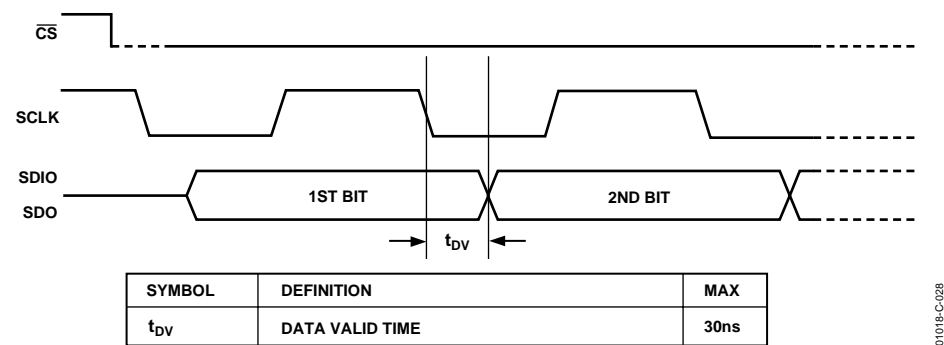 CS
SCLK
SDIO
SDO
1ST BIT
2ND BIT
tDV
SYMBOL DEFINITION MAX
tDV DATA VALID TIME 30ns
01018-C-028